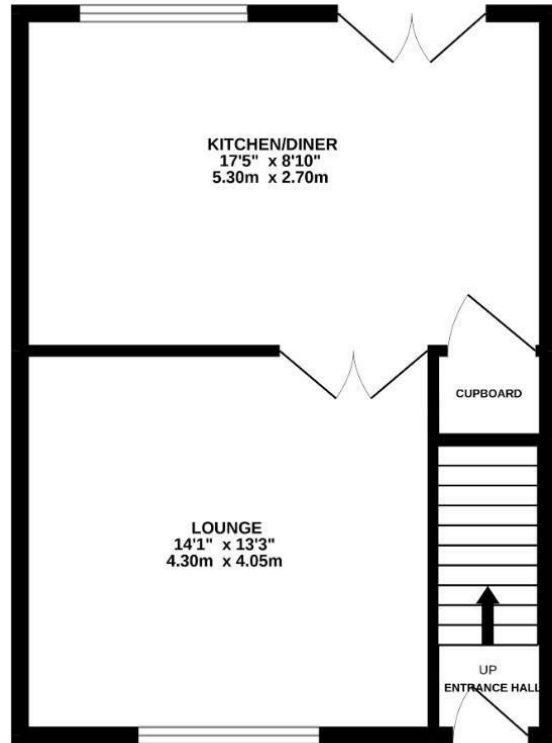 KITCHEN/DINER
17'5" x 8'10"
5.30m x 2.70m
CUPBOARD
LOUNGE
14'1" x 13'3"
4.30m x 4.05m
UP
ENTRANCE HALL